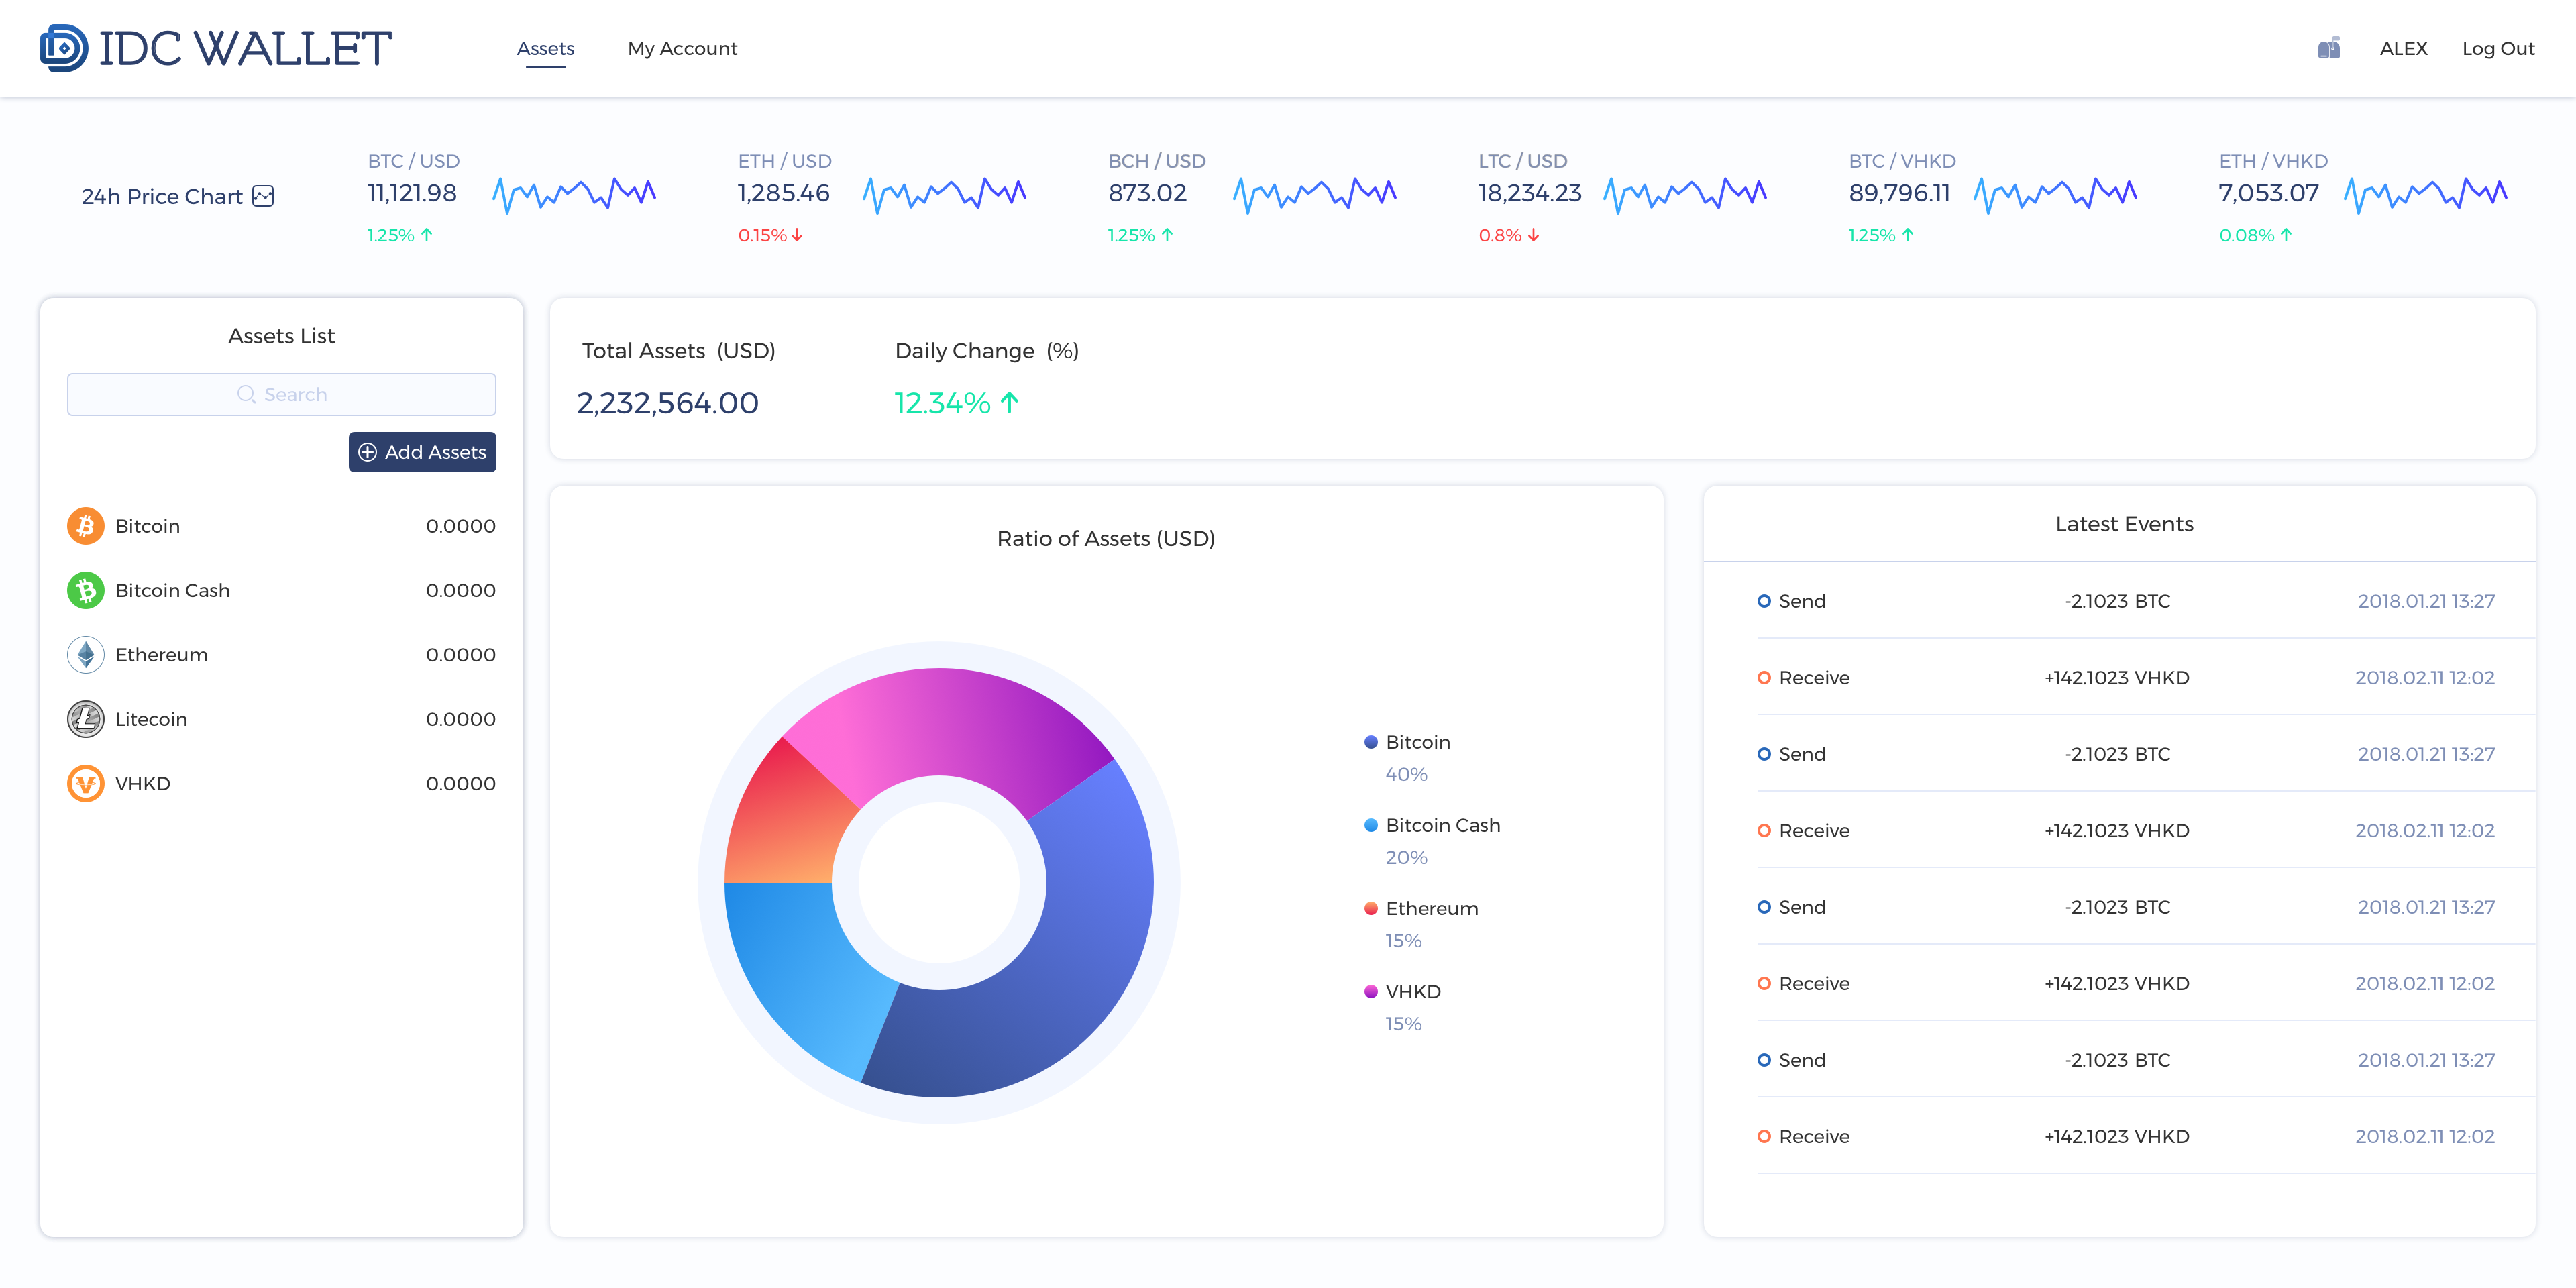 IDC WALLET
Assets
My Account
ALEX
Log Out
24h Price Chart
BTC / USD
11,121.98
1.25%
ETH / USD
1,285.46
0.15%
BCH / USD
873.02
1.25%
LTC / USD
18,234.23
0.8%
BTC / VHKD
89,796.11
1.25%
ETH / VHKD
7,053.07
0.08%
Assets List
Search
Add Assets
Bitcoin 0.0000
Bitcoin Cash 0.0000
Ethereum 0.0000
Litecoin 0.0000
VHKD 0.0000
Total Assets (USD)
2,232,564.00
Daily Change (%)
12.34%
Ratio of Assets (USD)
Bitcoin
40%
Bitcoin Cash
20%
Ethereum
15%
VHKD
15%
Latest Events
Send -2.1023 BTC 2018.01.21 13:27
Receive +142.1023 VHKD 2018.02.11 12:02
Send -2.1023 BTC 2018.01.21 13:27
Receive +142.1023 VHKD 2018.02.11 12:02
Send -2.1023 BTC 2018.01.21 13:27
Receive +142.1023 VHKD 2018.02.11 12:02
Send -2.1023 BTC 2018.01.21 13:27
Receive +142.1023 VHKD 2018.02.11 12:02